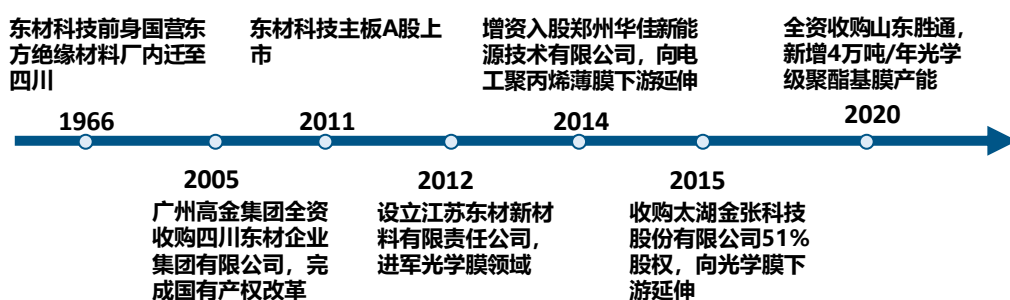 东材科技前身国营东
方绝缘材料厂内迁至
四川
1966
2005
广州高金集团全资
收购四川东材企业
集团有限公司，完
成国有产权改革
东材科技主板A股上
市
2011
2012
设立江苏东材新材
料有限责任公司，
进军光学膜领域
增资入股郑州华佳新能
源技术有限公司，向电
工聚丙烯薄膜下游延伸
2014
2015
收购太湖金张科技
股份有限公司51%
股权，向光学膜下
游延伸
全资收购山东胜通，
新增4万吨/年光学
级聚酯基膜产能
2020